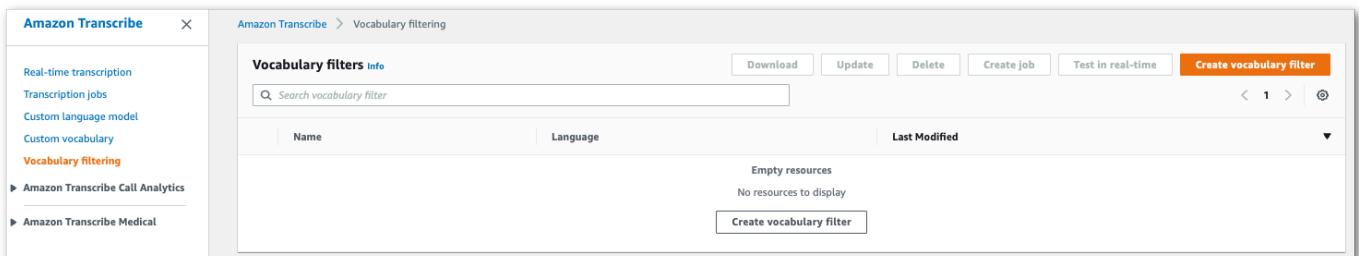 Amazon Transcribe
Real-time transcription
Transcription jobs
Custom language model
Custom vocabulary
Vocabulary filtering
Amazon Transcribe Call Analytics
Amazon Transcribe Medical
Amazon Transcribe > Vocabulary filtering
Vocabulary filters Info Download Update Delete Create job Test in real-time Create vocabulary filter
Search vocabulary filter < 1 >
Name Language Last Modified
Empty resources
No resources to display
Create vocabulary filter